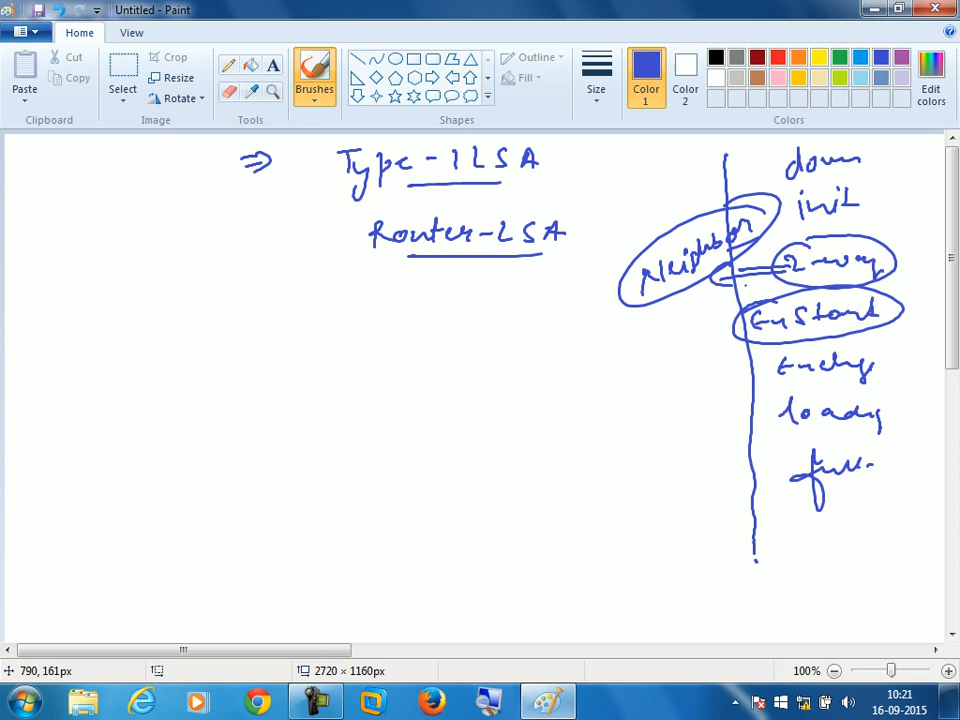 Untitled - Paint
Home
View
Paste
Cut
Copy
Clipboard
Select
Crop
Resize
Rotate
Image
Tools
Brushes
Shapes
Outline
Fill
Size
Color
1
Color
2
Edit
colors
Colors
⇒ Type - 1 LSA
Router-LSA
down
init
Neighbor
2-way
ExStart
Exchg
loadg
full
790, 161px
2720 × 1160px
100%
10:21
16-09-2015